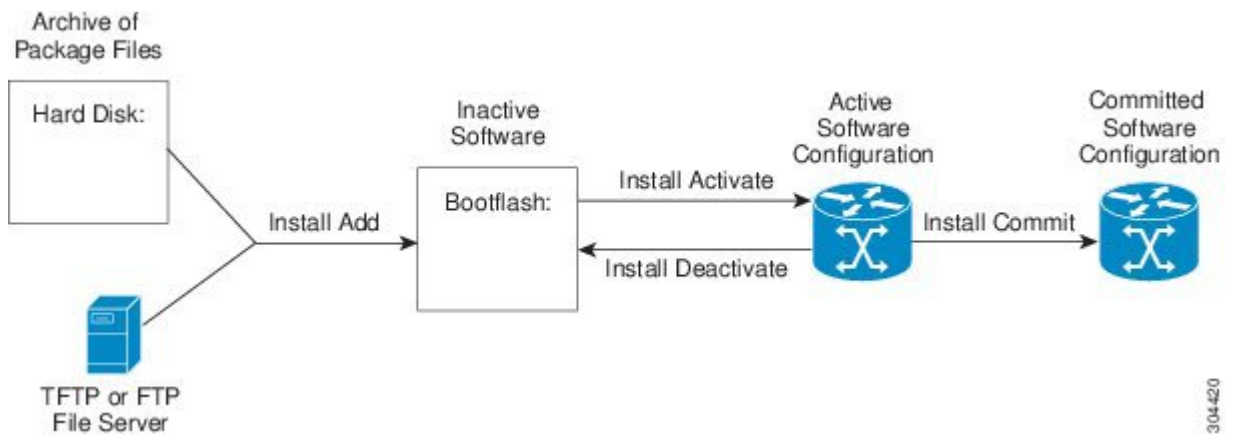 Archive of
Package Files
Hard Disk:
TFTP or FTP
File Server
Install Add
Inactive
Software
Bootflash:
Install Activate
Install Deactivate
Active
Software
Configuration
Install Commit
Committed
Software
Configuration
304420